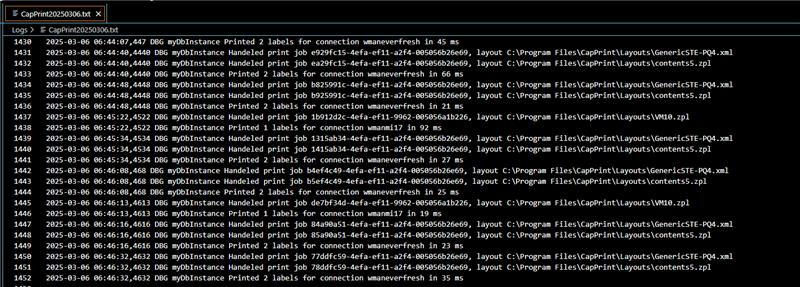 CapPrint20250306.txt ×
Logs > CapPrint20250306.txt
1430 2025-03-06 06:44:07,447 DBG myDbInstance Printed 2 labels for connection wmaneverfresh in 45 ms
1431 2025-03-06 06:44:40,4440 DBG myDbInstance Handeled print job e929fc15-4efa-ef11-a2f4-005056b26e69, layout C:\Program Files\CapPrint\Layouts\GenericSTE-PQ4.xml
1432 2025-03-06 06:44:40,4440 DBG myDbInstance Handeled print job ea29fc15-4efa-ef11-a2f4-005056b26e69, layout C:\Program Files\CapPrint\Layouts\contents5.zpl
1433 2025-03-06 06:44:40,4440 DBG myDbInstance Printed 2 labels for connection wmaneverfresh in 66 ms
1434 2025-03-06 06:44:48,4448 DBG myDbInstance Handeled print job b825991c-4efa-ef11-a2f4-005056b26e69, layout C:\Program Files\CapPrint\Layouts\GenericSTE-PQ4.xml
1435 2025-03-06 06:44:48,4448 DBG myDbInstance Handeled print job b925991c-4efa-ef11-a2f4-005056b26e69, layout C:\Program Files\CapPrint\Layouts\contents5.zpl
1436 2025-03-06 06:44:48,4448 DBG myDbInstance Printed 2 labels for connection wmaneverfresh in 21 ms
1437 2025-03-06 06:45:22,4522 DBG myDbInstance Handeled print job 1b912d2c-4efa-ef11-9962-005056a1b226, layout C:\Program Files\CapPrint\Layouts\VM10.zpl
1438 2025-03-06 06:45:22,4522 DBG myDbInstance Printed 1 labels for connection wmanmi17 in 92 ms
1439 2025-03-06 06:45:34,4534 DBG myDbInstance Handeled print job 1315ab34-4efa-ef11-a2f4-005056b26e69, layout C:\Program Files\CapPrint\Layouts\GenericSTE-PQ4.xml
1440 2025-03-06 06:45:34,4534 DBG myDbInstance Handeled print job 1415ab34-4efa-ef11-a2f4-005056b26e69, layout C:\Program Files\CapPrint\Layouts\contents5.zpl
1441 2025-03-06 06:45:34,4534 DBG myDbInstance Printed 2 labels for connection wmaneverfresh in 27 ms
1442 2025-03-06 06:46:08,468 DBG myDbInstance Handeled print job b4ef4c49-4efa-ef11-a2f4-005056b26e69, layout C:\Program Files\CapPrint\Layouts\GenericSTE-PQ4.xml
1443 2025-03-06 06:46:08,468 DBG myDbInstance Handeled print job b5ef4c49-4efa-ef11-a2f4-005056b26e69, layout C:\Program Files\CapPrint\Layouts\contents5.zpl
1444 2025-03-06 06:46:08,468 DBG myDbInstance Printed 2 labels for connection wmaneverfresh in 25 ms
1445 2025-03-06 06:46:13,4613 DBG myDbInstance Handeled print job de7bf34d-4efa-ef11-9962-005056a1b226, layout C:\Program Files\CapPrint\Layouts\VM10.zpl
1446 2025-03-06 06:46:13,4613 DBG myDbInstance Printed 1 labels for connection wmanmi17 in 19 ms
1447 2025-03-06 06:46:16,4616 DBG myDbInstance Handeled print job 84a90a51-4efa-ef11-a2f4-005056b26e69, layout C:\Program Files\CapPrint\Layouts\GenericSTE-PQ4.xml
1448 2025-03-06 06:46:16,4616 DBG myDbInstance Handeled print job 85a90a51-4efa-ef11-a2f4-005056b26e69, layout C:\Program Files\CapPrint\Layouts\contents5.zpl
1449 2025-03-06 06:46:16,4616 DBG myDbInstance Printed 2 labels for connection wmaneverfresh in 23 ms
1450 2025-03-06 06:46:32,4632 DBG myDbInstance Handeled print job 77ddfc59-4efa-ef11-a2f4-005056b26e69, layout C:\Program Files\CapPrint\Layouts\GenericSTE-PQ4.xml
1451 2025-03-06 06:46:32,4632 DBG myDbInstance Handeled print job 78ddfc59-4efa-ef11-a2f4-005056b26e69, layout C:\Program Files\CapPrint\Layouts\contents5.zpl
1452 2025-03-06 06:46:32,4632 DBG myDbInstance Printed 2 labels for connection wmaneverfresh in 35 ms